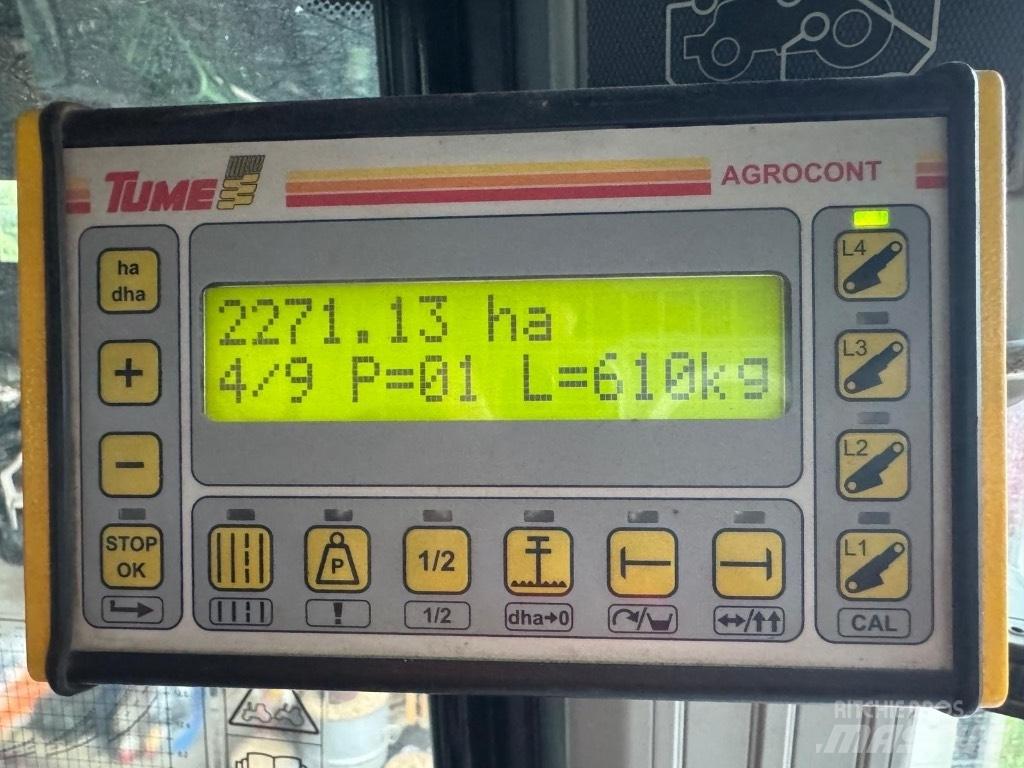 TUME
AGROCONT
ha
dha
+
−
STOP
OK
2271.13 ha
4/9 P=01 L=610kg
P
1/2
!
1/2
dha→0
L4
L3
L2
L1
CAL